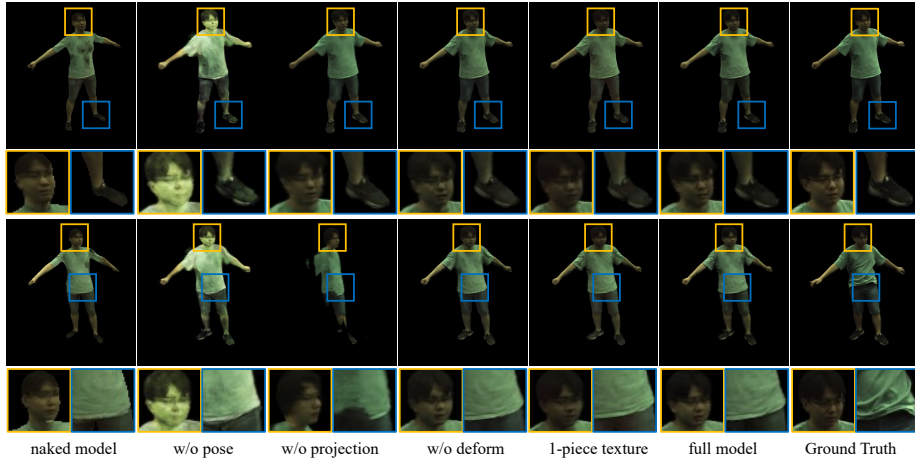 naked model w/o pose w/o projection w/o deform 1-piece texture full model Ground Truth